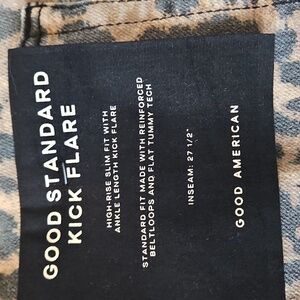 GOOD STANDARD
KICK FLARE
HIGH-RISE SLIM FIT WITH
ANKLE LENGTH KICK FLARE
STANDARD FIT MADE WITH REINFORCED
BELTLOOPS AND FLAT TUMMY TECH
INSEAM: 27 1/2"
GOOD AMERICAN